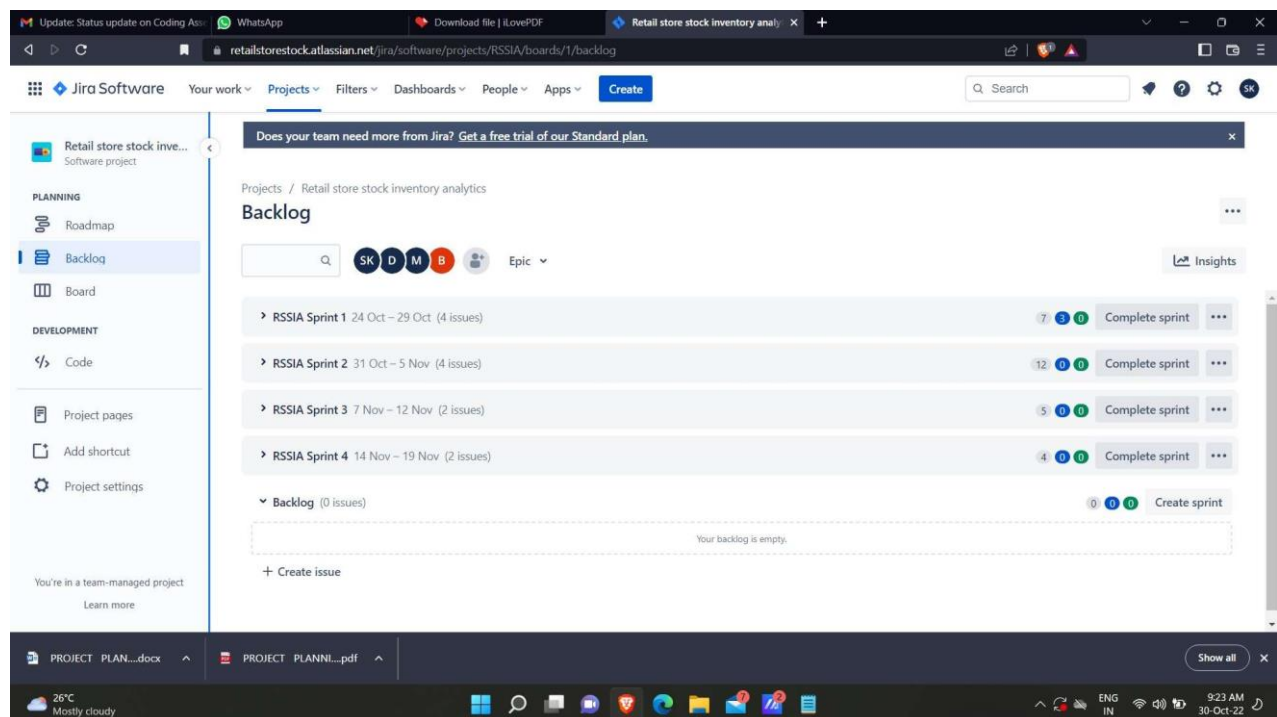 Update: Status update on Coding Ass
WhatsApp
Download file | iLovePDF
Retail store stock inventory analy
retailstorestock.atlassian.net/jira/software/projects/RSSIA/boards/1/backlog
Jira Software
Your work
Projects
Filters
Dashboards
People
Apps
Create
Search
SK
Retail store stock inve...
Software project
Does your team need more from Jira? Get a free trial of our Standard plan.
PLANNING
Roadmap
Backlog
Board
DEVELOPMENT
Code
Project pages
Add shortcut
Project settings
You're in a team-managed project
Learn more
Projects / Retail store stock inventory analytics
Backlog
SK D M B
Epic
Insights
RSSIA Sprint 1 24 Oct – 29 Oct (4 issues) 7 3 0 Complete sprint
RSSIA Sprint 2 31 Oct – 5 Nov (4 issues) 12 0 0 Complete sprint
RSSIA Sprint 3 7 Nov – 12 Nov (2 issues) 5 0 0 Complete sprint
RSSIA Sprint 4 14 Nov – 19 Nov (2 issues) 4 0 0 Complete sprint
Backlog (0 issues) 0 0 0 Create sprint
Your backlog is empty.
+ Create issue
PROJECT PLAN....docx
PROJECT PLANNI....pdf
Show all
26°C
Mostly cloudy
ENG
IN
9:23 AM
30-Oct-22